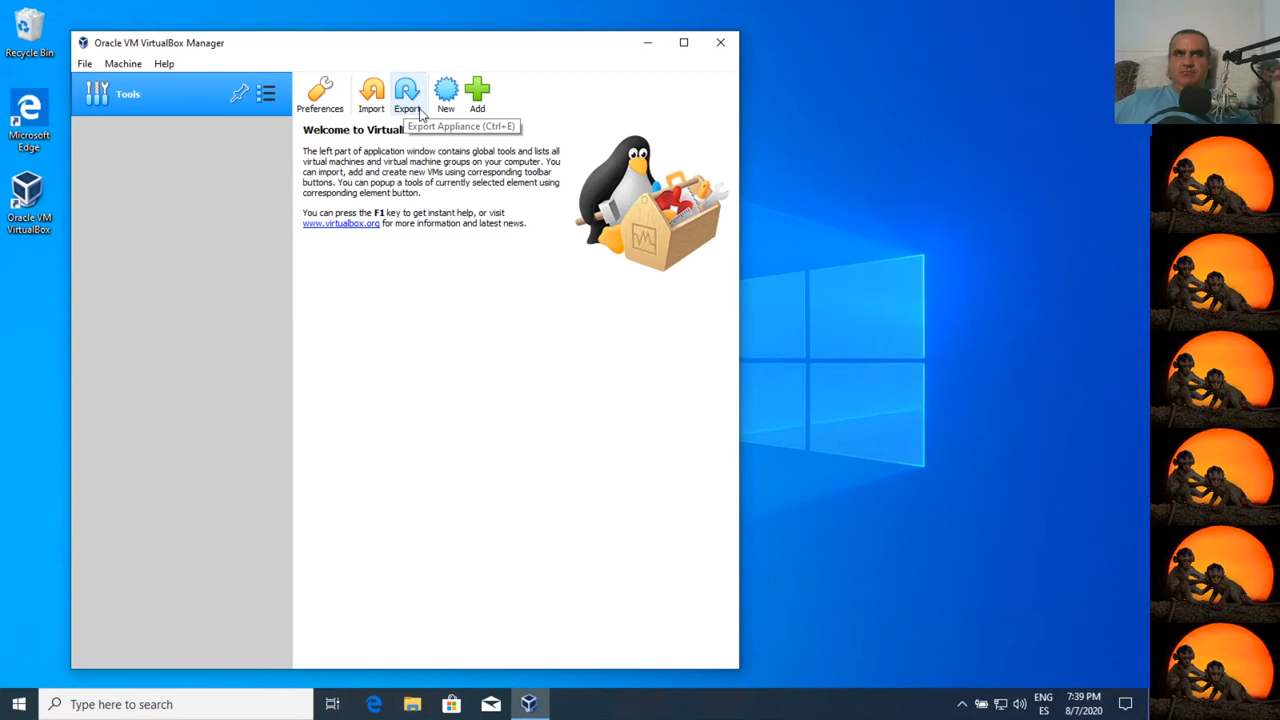 Recycle Bin
Microsoft
Edge
Oracle VM
VirtualBox
Oracle VM VirtualBox Manager
File Machine Help
Tools
Preferences Import Export New Add
Export Appliance (Ctrl+E)
Welcome to Virtual
The left part of application window contains global tools and lists all
virtual machines and virtual machine groups on your computer. You
can import, add and create new VMs using corresponding toolbar
buttons. You can popup a tools of currently selected element using
corresponding element button.
You can press the F1 key to get instant help, or visit
www.virtualbox.org for more information and latest news.
Type here to search
ENG
ES
7:39 PM
8/7/2020